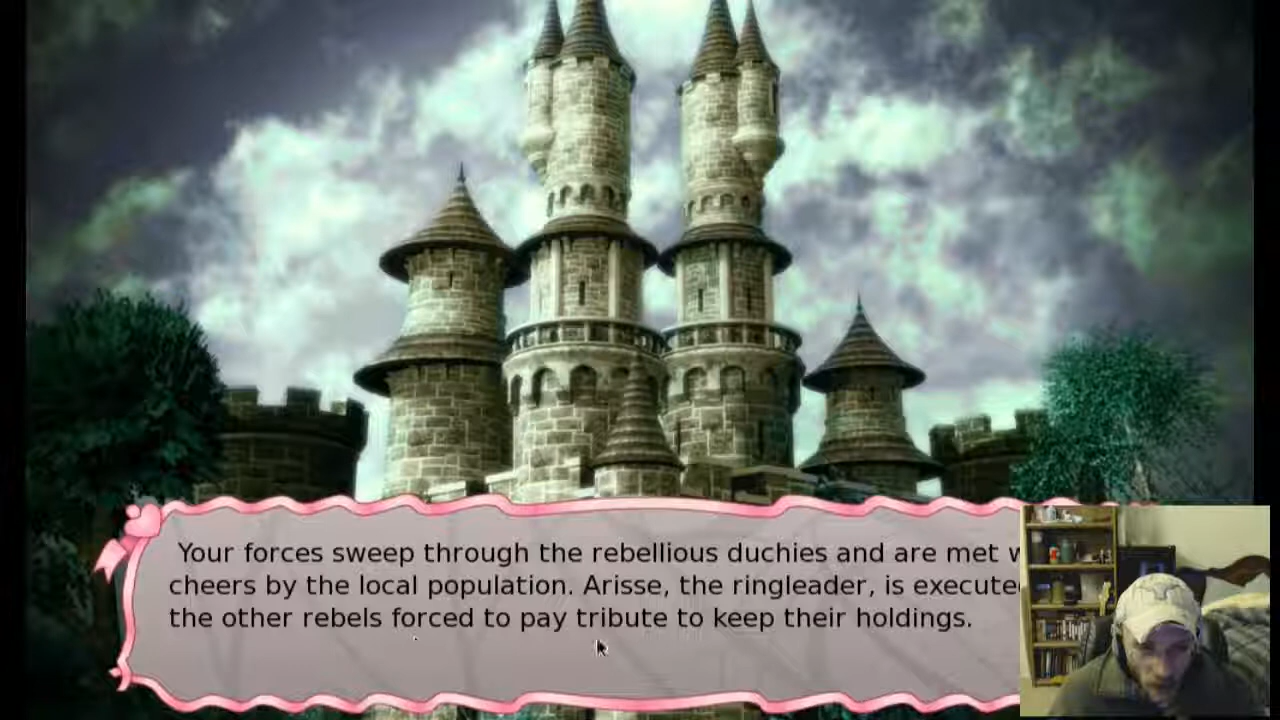 Your forces sweep through the rebellious duchies and are met
cheers by the local population. Arisse, the ringleader, is executed
the other rebels forced to pay tribute to keep their holdings.